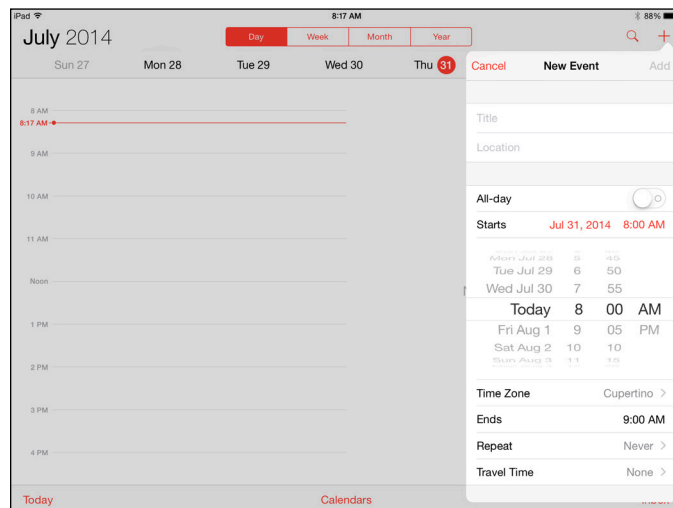 iPad 8:17 AM 88%
July 2014 Day Week Month Year
Sun 27 Mon 28 Tue 29 Wed 30 Thu 31
Cancel New Event Add
8 AM
8:17 AM
9 AM
10 AM
11 AM
Noon
1 PM
2 PM
3 PM
4 PM
Title
Location
All-day
Starts Jul 31, 2014 8:00 AM
Mon Jul 28 5 45
Tue Jul 29 6 50
Wed Jul 30 7 55
Today 8 00 AM
Fri Aug 1 9 05 PM
Sat Aug 2 10 10
Sun Aug 3 11 15
Time Zone Cupertino
Ends 9:00 AM
Repeat Never
Travel Time None
Today Calendars